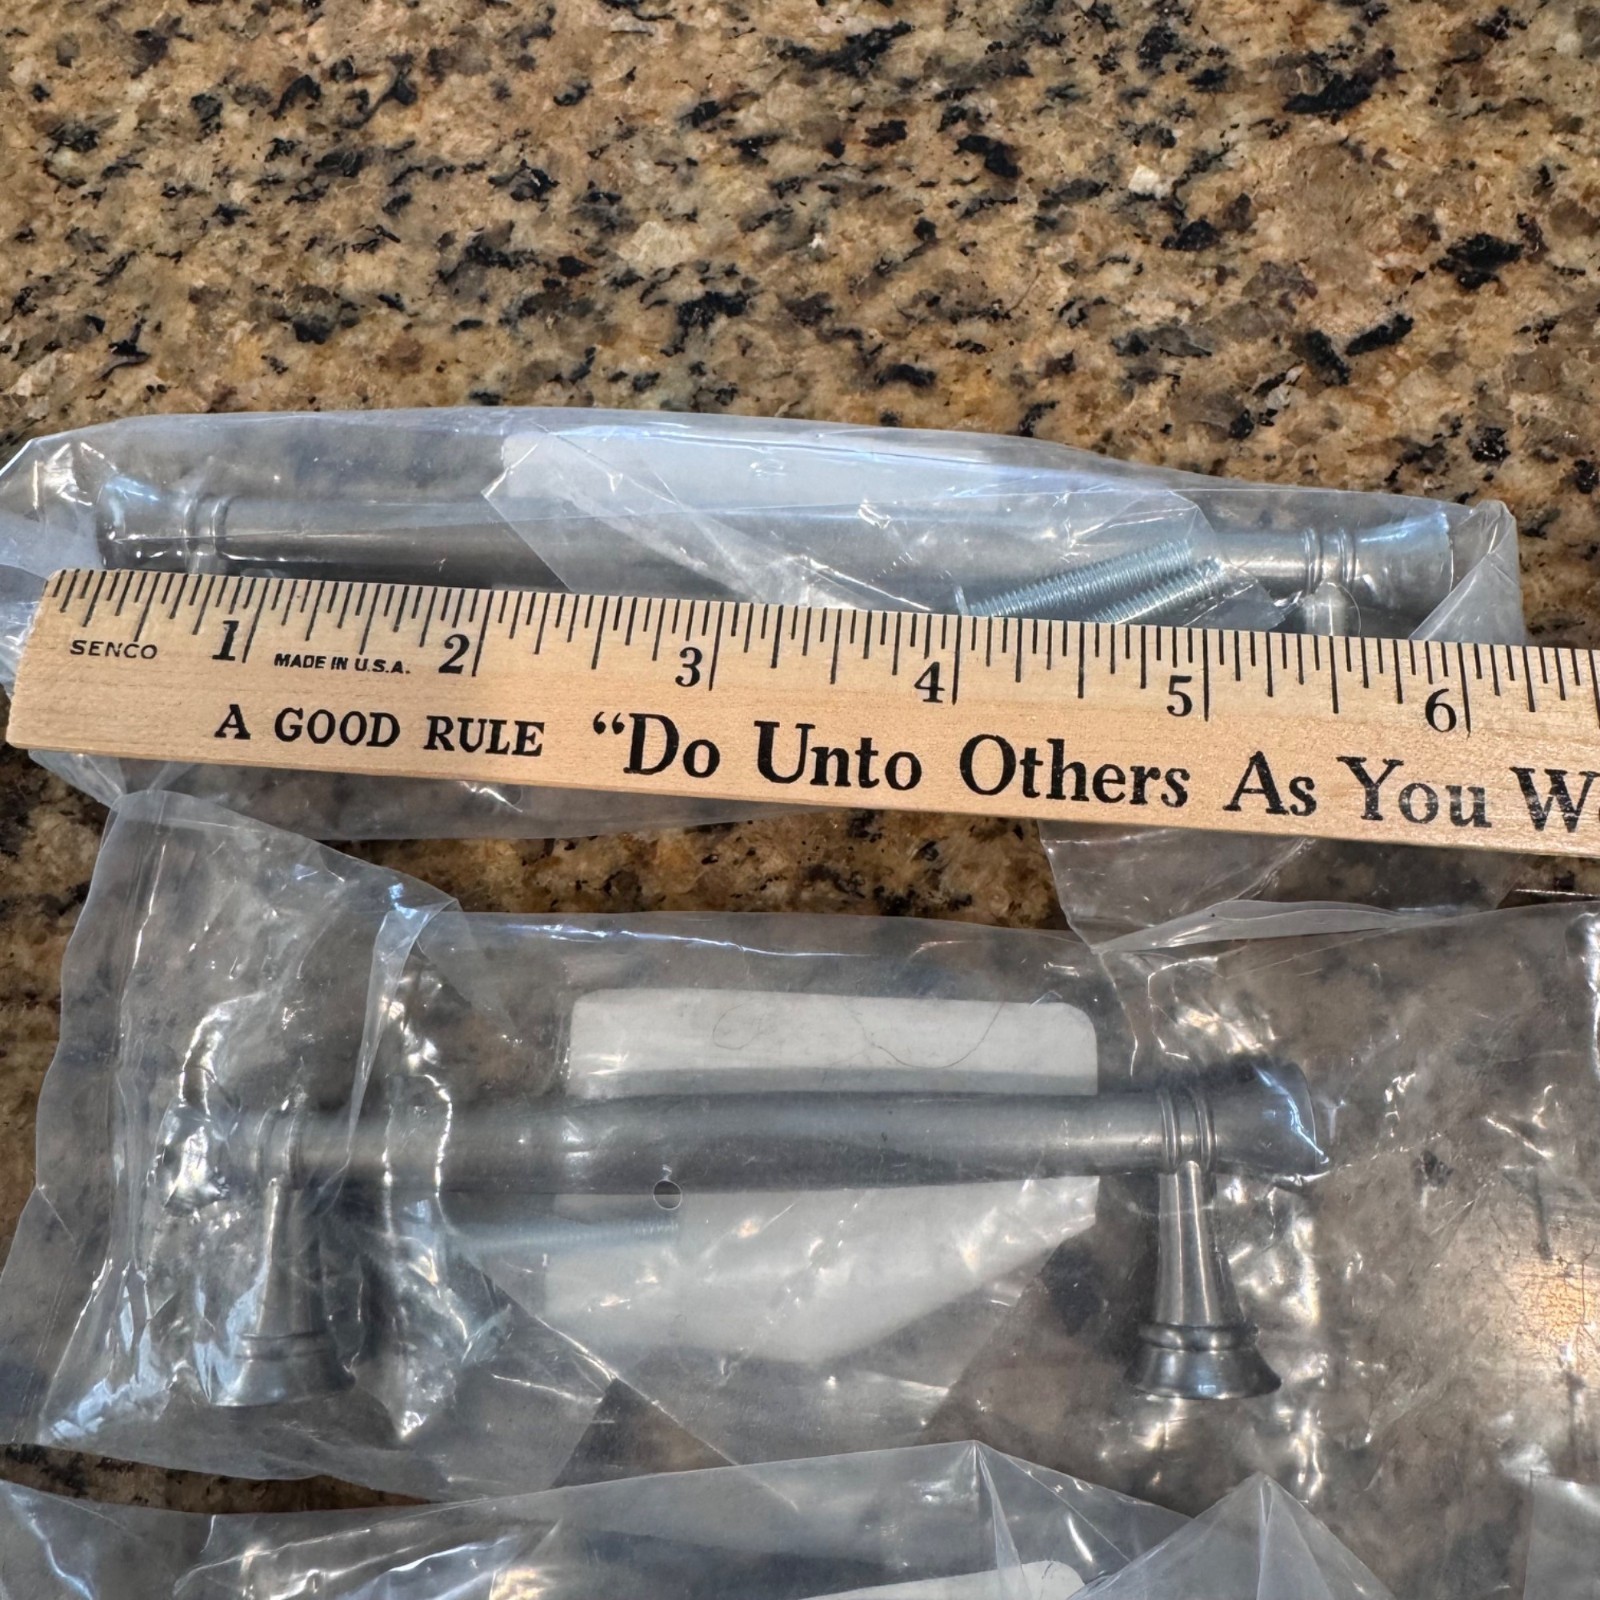 1 2 3 4 5 6
SENCO MADE IN U.S.A.
A GOOD RULE "Do Unto Others As You